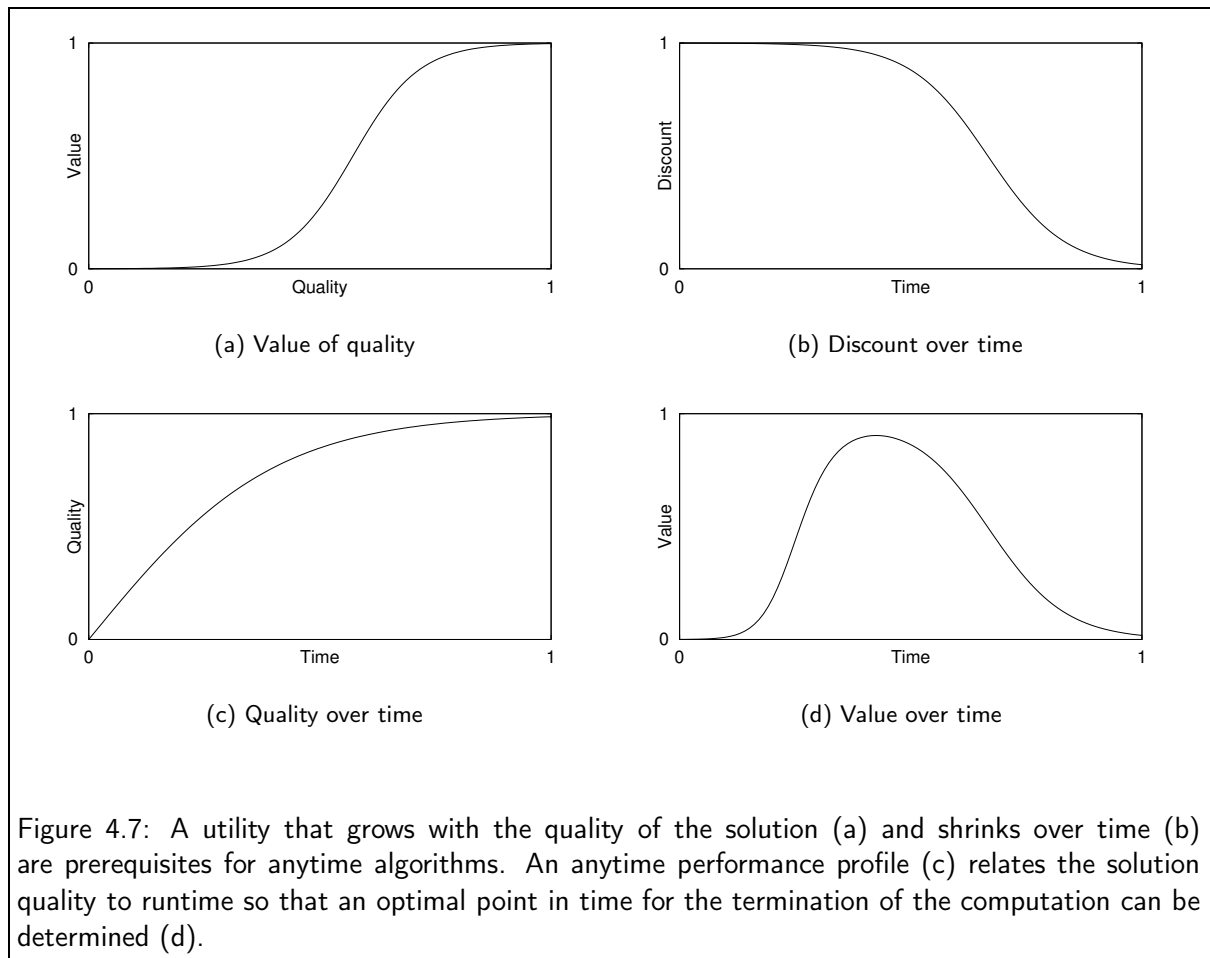 1
Value
0
0
Quality
1
(a) Value of quality
1
Discount
0
0
Time
1
(b) Discount over time
1
Quality
0
0
Time
1
(c) Quality over time
1
Value
0
0
Time
1
(d) Value over time
Figure 4.7: A utility that grows with the quality of the solution (a) and shrinks over time (b)
are prerequisites for anytime algorithms. An anytime performance profile (c) relates the solution
quality to runtime so that an optimal point in time for the termination of the computation can be
determined (d).